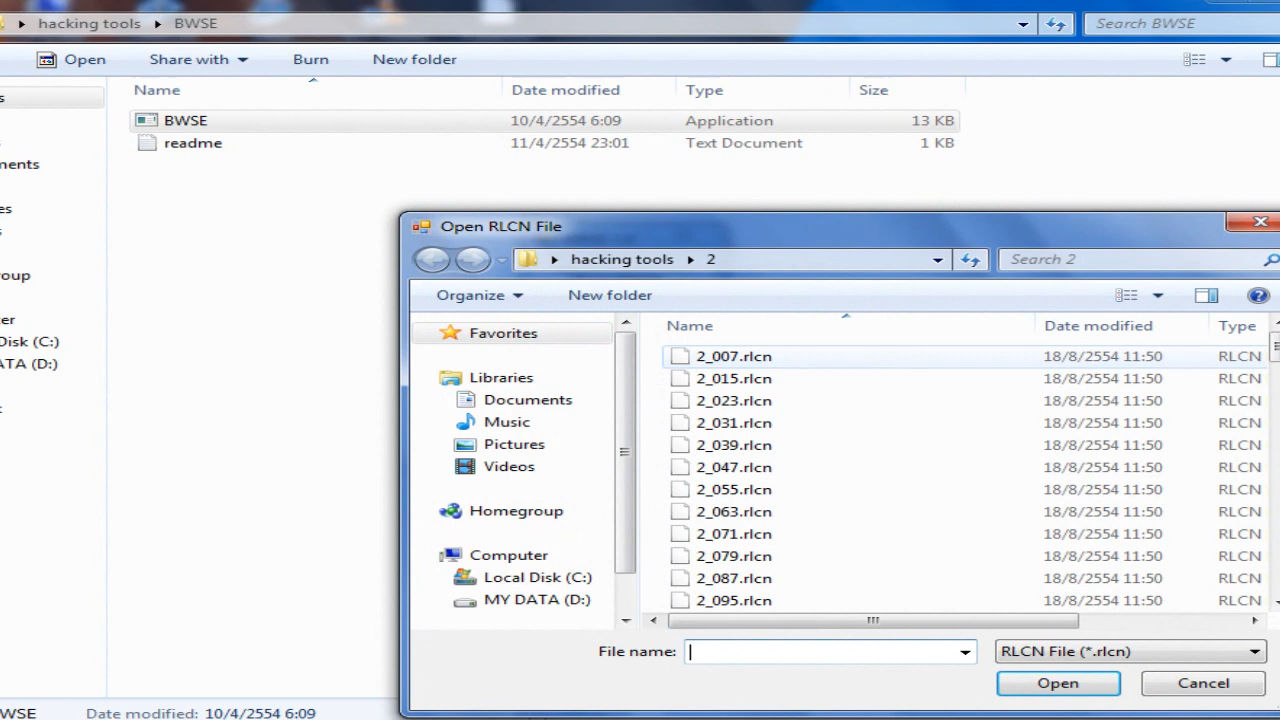 hacking tools BWSE Search BWSE
Open Share with Burn New folder
Name Date modified Type Size
BWSE 10/4/2554 6:09 Application 13 KB
readme 11/4/2554 23:01 Text Document 1 KB
Open RLCN File
hacking tools 2 Search 2
Organize New folder
Favorites
Libraries
Documents
Music
Pictures
Videos
Homegroup
Computer
Local Disk (C:)
MY DATA (D:)
Name Date modified Type
2_007.rlcn 18/8/2554 11:50 RLCN
2_015.rlcn 18/8/2554 11:50 RLCN
2_023.rlcn 18/8/2554 11:50 RLCN
2_031.rlcn 18/8/2554 11:50 RLCN
2_039.rlcn 18/8/2554 11:50 RLCN
2_047.rlcn 18/8/2554 11:50 RLCN
2_055.rlcn 18/8/2554 11:50 RLCN
2_063.rlcn 18/8/2554 11:50 RLCN
2_071.rlcn 18/8/2554 11:50 RLCN
2_079.rlcn 18/8/2554 11:50 RLCN
2_087.rlcn 18/8/2554 11:50 RLCN
2_095.rlcn 18/8/2554 11:50 RLCN
File name: RLCN File (*.rlcn)
Open Cancel
s
ments
es
oup
er
Disk (C:)
ATA (D:)
WSE Date modified: 10/4/2554 6:09